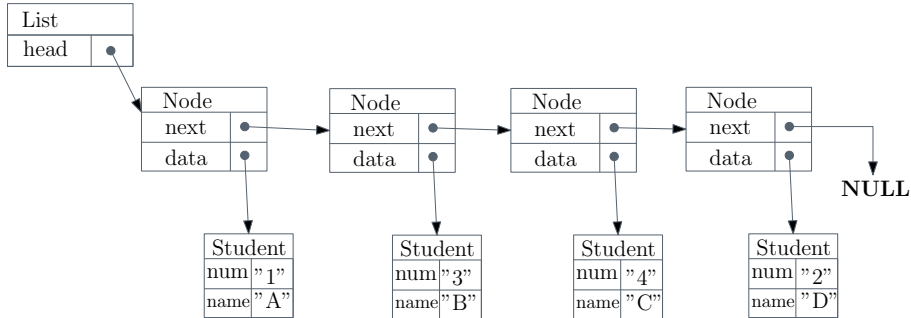 List
head
Node Node Node Node
next next next next
data data data data
NULL
Student Student Student Student
num "1" num "3" num "4" num "2"
name "A" name "B" name "C" name "D"